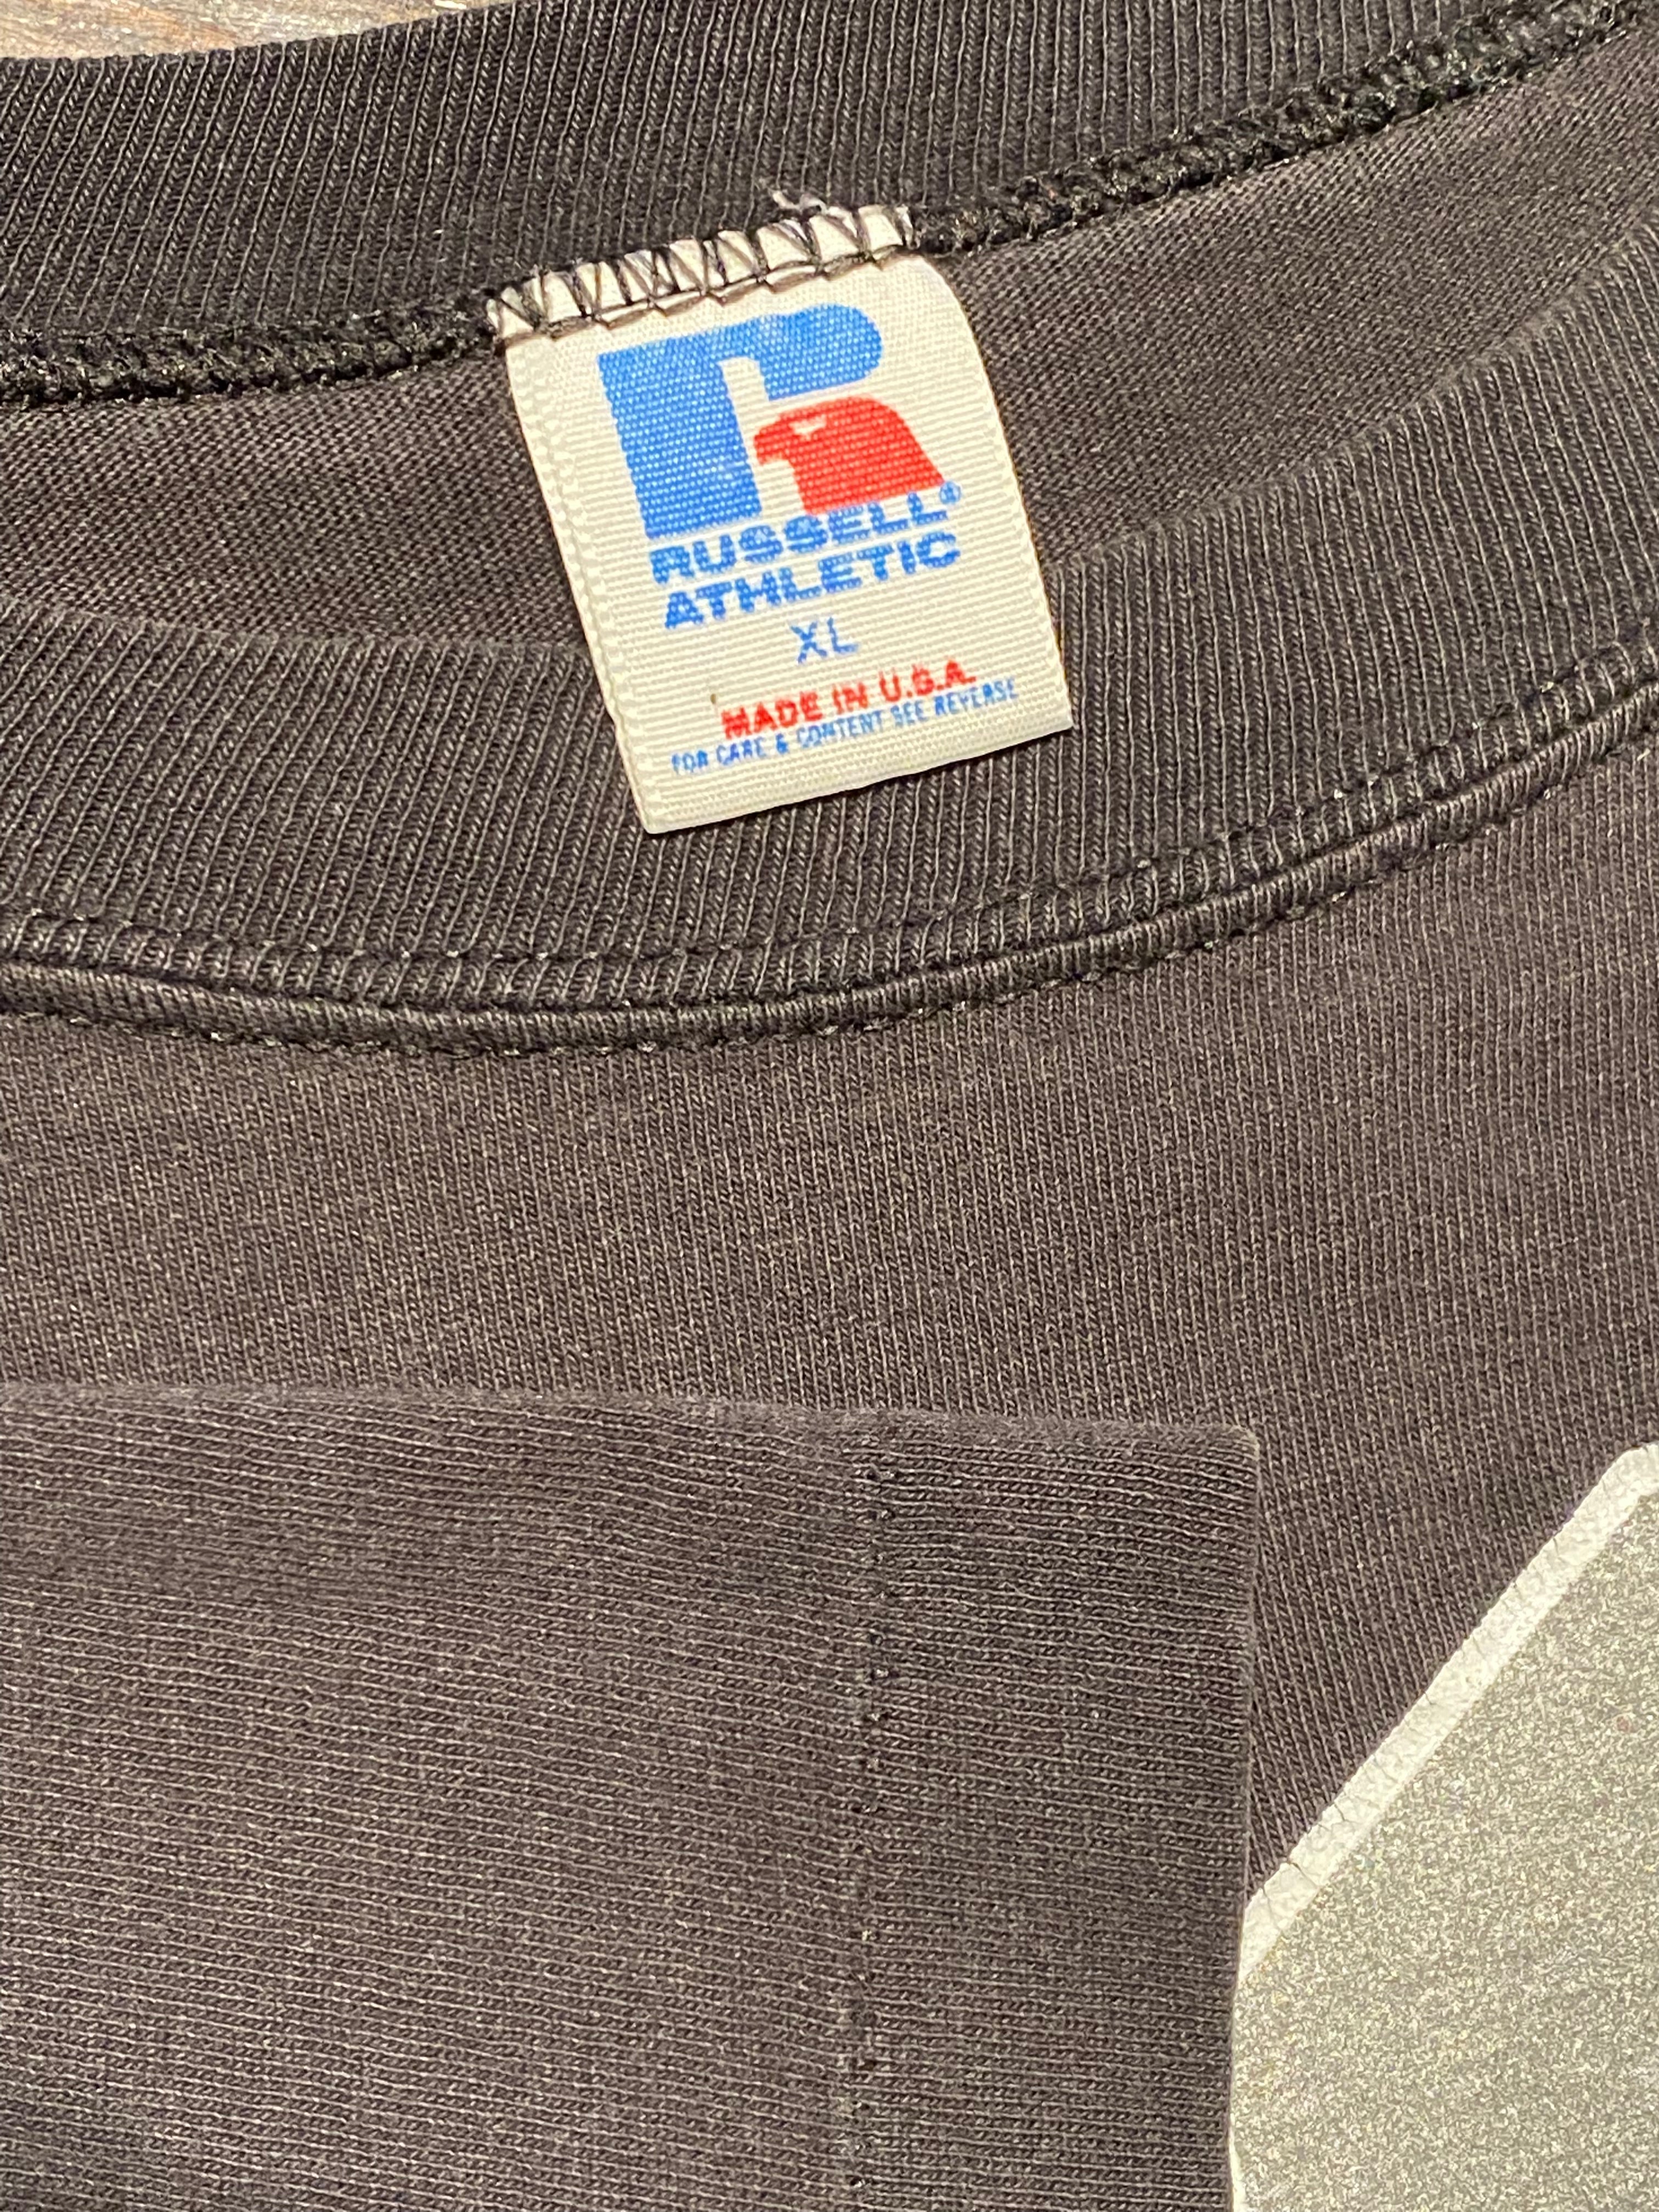 RUSSELL®
ATHLETIC
XL
MADE IN U.S.A.
FOR CARE & CONTENT SEE REVERSE